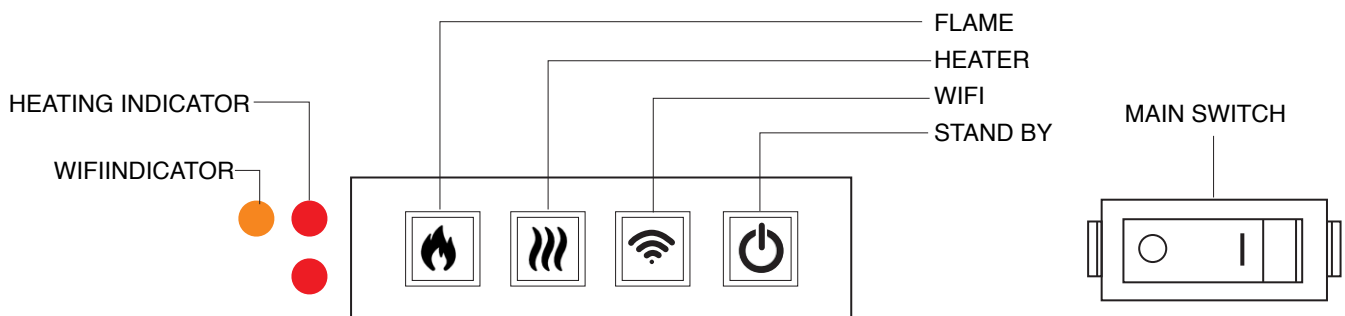 FLAME
HEATER
HEATING INDICATOR
WIFI
MAIN SWITCH
STAND BY
WIFIINDICATOR